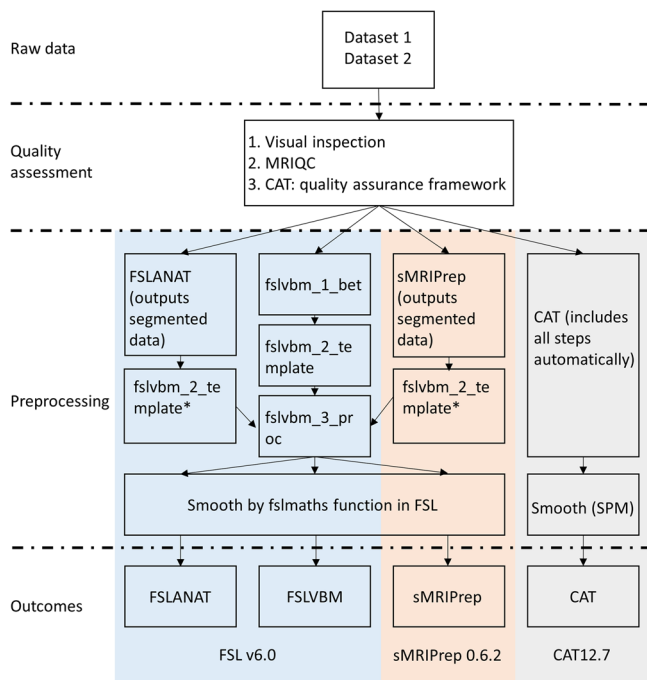 Raw data
Dataset 1
Dataset 2
Quality
assessment
1. Visual inspection
2. MRIQC
3. CAT: quality assurance framework
Preprocessing
FSLANAT
(outputs
segmented
data)
fslvbm_2_te
mplate*
fslvbm_1_bet
fslvbm_2_te
mplate
fslvbm_3_pr
oc
sMRIPrep
(outputs
segmented
data)
fslvbm_2_te
mplate*
CAT (includes
all steps
automatically)
Smooth by fslmaths function in FSL
Smooth (SPM)
Outcomes
FSLANAT
FSLVBM
sMRIPrep
CAT
FSL v6.0
sMRIPrep 0.6.2
CAT12.7